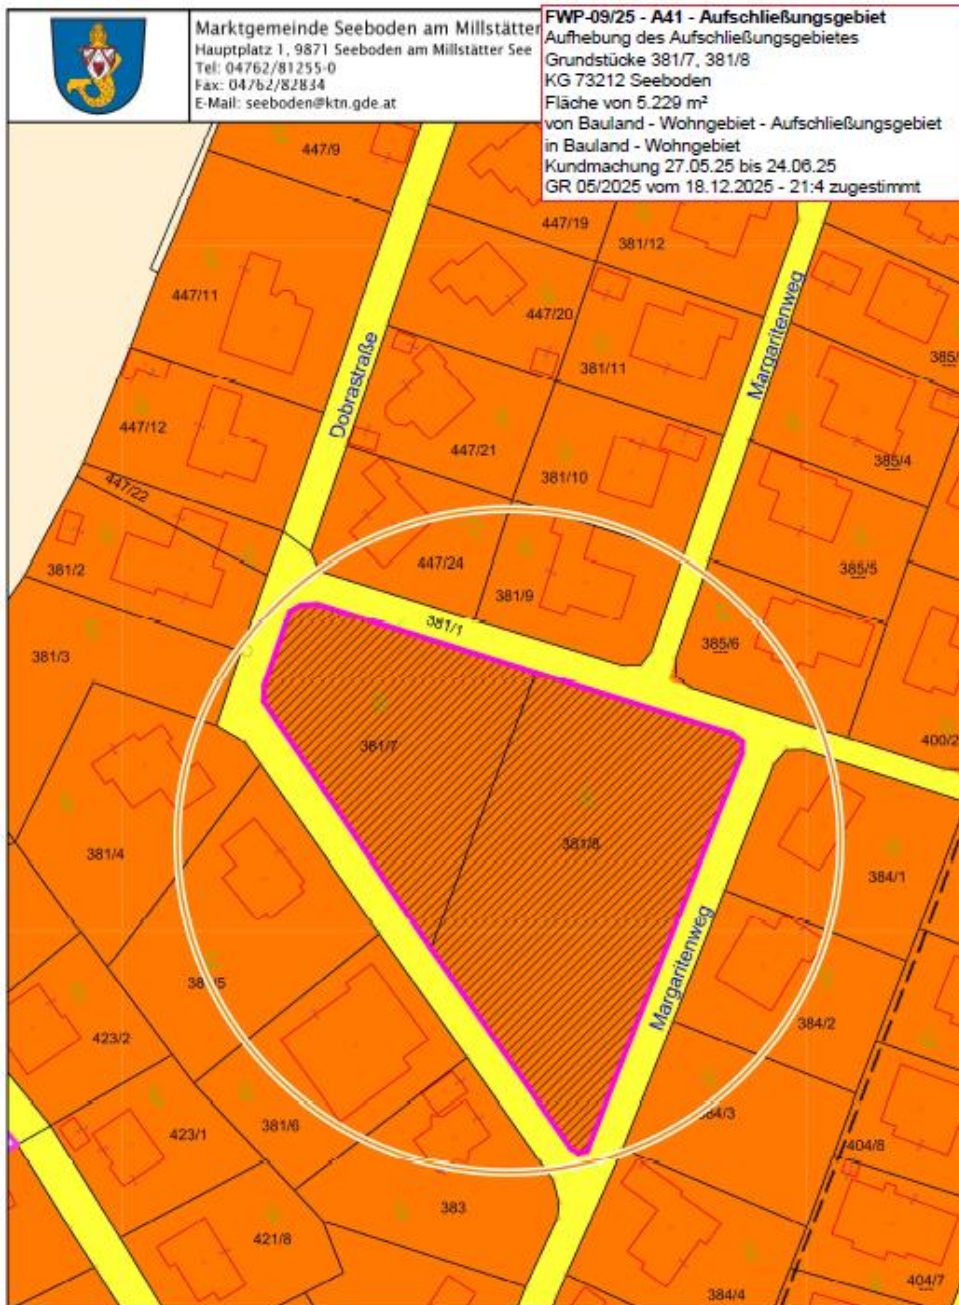 Marktgemeinde Seeboden am Millstätter
Hauptplatz 1, 9871 Seeboden am Millstätter See
Tel: 04762/81255-0
Fax: 04762/82834
E-Mail: seeboden@ktn.gde.at
FWP-09/25 - A41 - Aufschließungsgebiet
Aufhebung des Aufschließungsgebietes
Grundstücke 381/7, 381/8
KG 73212 Seeboden
Fläche von 5.229 m²
von Bauland - Wohngebiet - Aufschließungsgebiet
in Bauland - Wohngebiet
Kundmachung 27.05.25 bis 24.06.25
GR 05/2025 vom 18.12.2025 - 21:4 zugestimmt
447/9
447/19
381/12
447/11
447/20
Margaritenweg
381/11
385/
Dobrastraße
447/12
447/21
381/10
385/4
447/22
381/2
447/24
381/9
385/5
381/1
381/3
385/6
381/7
400/2
381/4
381/8
384/1
Margaritenweg
423/2
384/2
423/1
381/6
384/3
404/8
383
421/8
384/4
404/7